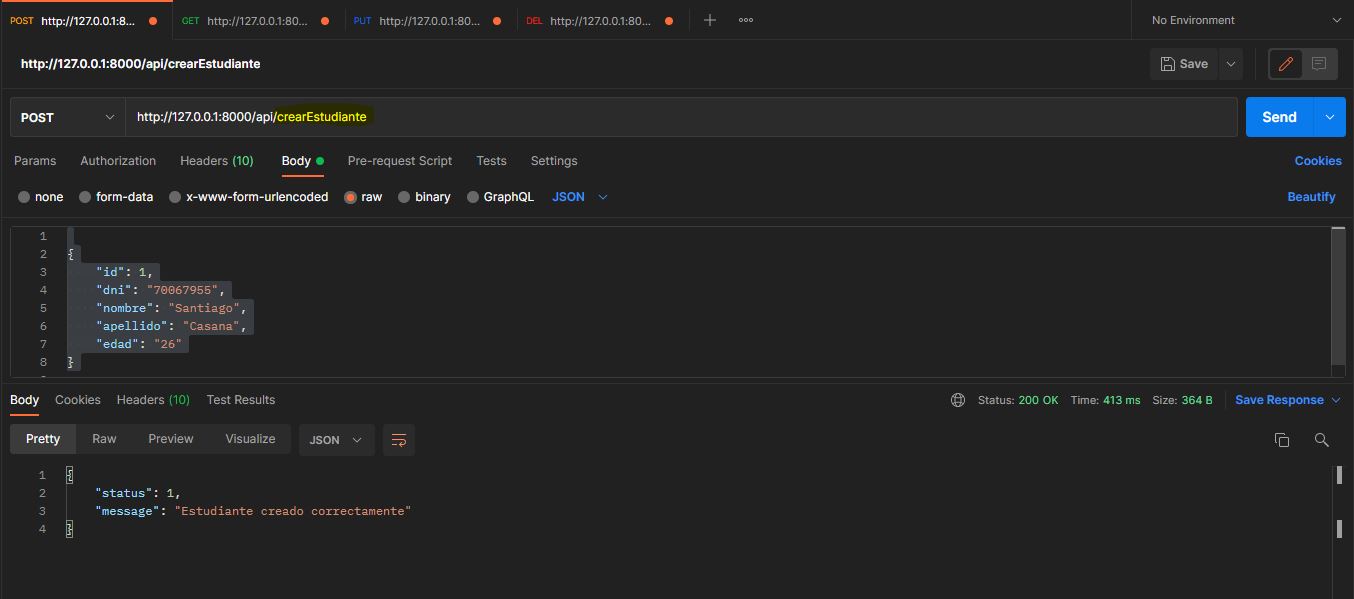 POST http://127.0.0.1:8... GET http://127.0.0.1:80... PUT http://127.0.0.1:80... DEL http://127.0.0.1:80... No Environment
http://127.0.0.1:8000/api/crearEstudiante Save
POST http://127.0.0.1:8000/api/crearEstudiante Send
Params Authorization Headers (10) Body Pre-request Script Tests Settings Cookies
none form-data x-www-form-urlencoded raw binary GraphQL JSON Beautify
1
2 {
3 "id": 1,
4 "dni": "70067955",
5 "nombre": "Santiago",
6 "apellido": "Casana",
7 "edad": "26"
8 }
Body Cookies Headers (10) Test Results Status: 200 OK Time: 413 ms Size: 364 B Save Response
Pretty Raw Preview Visualize JSON
1 {
2 "status": 1,
3 "message": "Estudiante creado correctamente"
4 }